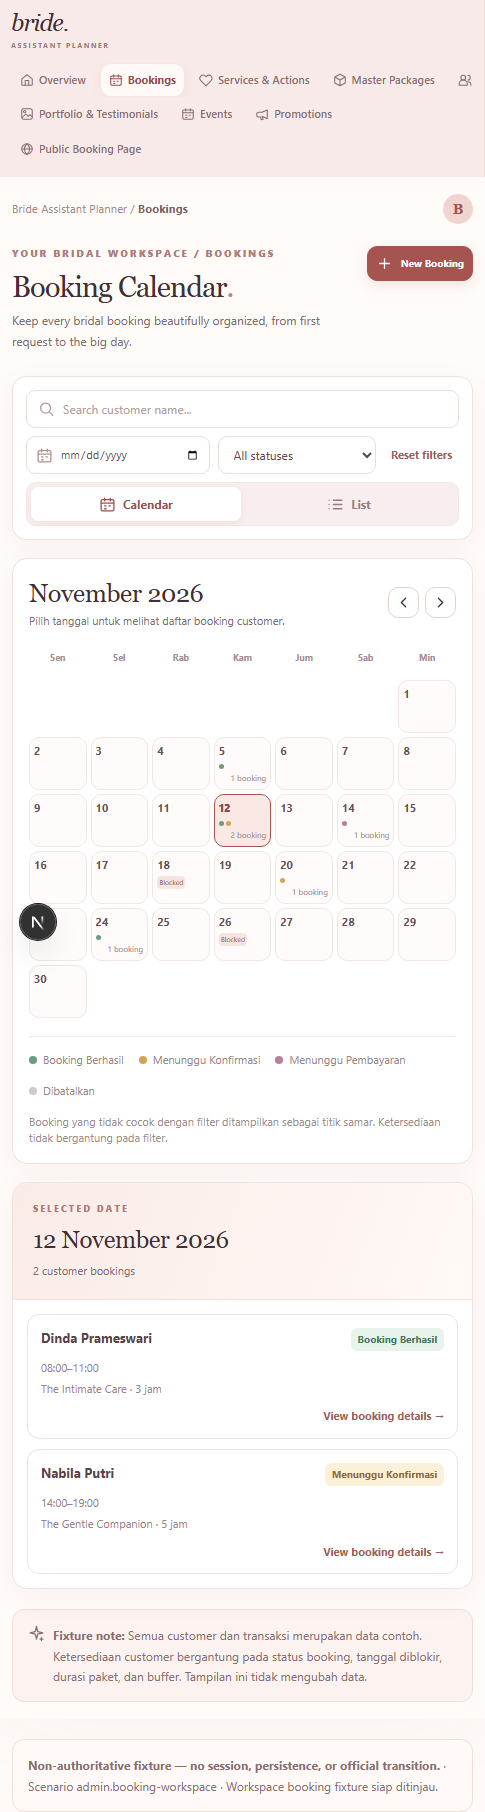 bride.
ASSISTANT PLANNER
Overview Bookings Services & Actions Master Packages
Portfolio & Testimonials Events Promotions
Public Booking Page
Bride Assistant Planner / Bookings B
YOUR BRIDAL WORKSPACE / BOOKINGS
New Booking
Booking Calendar.
Keep every bridal booking beautifully organized, from first
request to the big day.
Search customer name...
mm/dd/yyyy All statuses Reset filters
Calendar List
November 2026
Pilih tanggal untuk melihat daftar booking customer.
Sen Sel Rab Kam Jum Sab Min
1
2 3 4 5 6 7 8
1 booking
9 10 11 12 13 14 15
2 booking 1 booking
16 17 18 19 20 21 22
Blocked 1 booking
N 24 25 26 27 28 29
1 booking Blocked
30
Booking Berhasil Menunggu Konfirmasi Menunggu Pembayaran
Dibatalkan
Booking yang tidak cocok dengan filter ditampilkan sebagai titik samar. Ketersediaan
tidak bergantung pada filter.
SELECTED DATE
12 November 2026
2 customer bookings
Dinda Prameswari Booking Berhasil
08:00–11:00
The Intimate Care · 3 jam
View booking details →
Nabila Putri Menunggu Konfirmasi
14:00–19:00
The Gentle Companion · 5 jam
View booking details →
Fixture note: Semua customer dan transaksi merupakan data contoh.
Ketersediaan customer bergantung pada status booking, tanggal diblokir,
durasi paket, dan buffer. Tampilan ini tidak mengubah data.
Non-authoritative fixture — no session, persistence, or official transition. ·
Scenario admin.booking-workspace · Workspace booking fixture siap ditinjau.